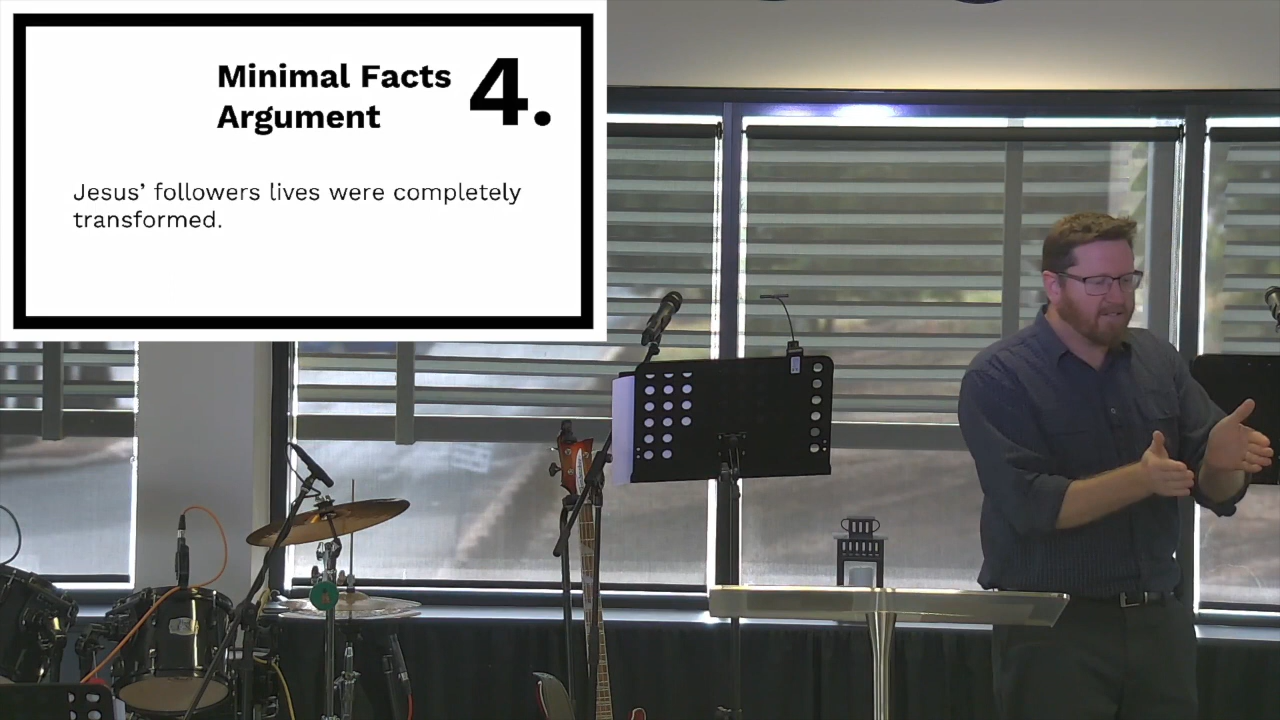 Minimal Facts
Argument
4.
Jesus' followers lives were completely
transformed.